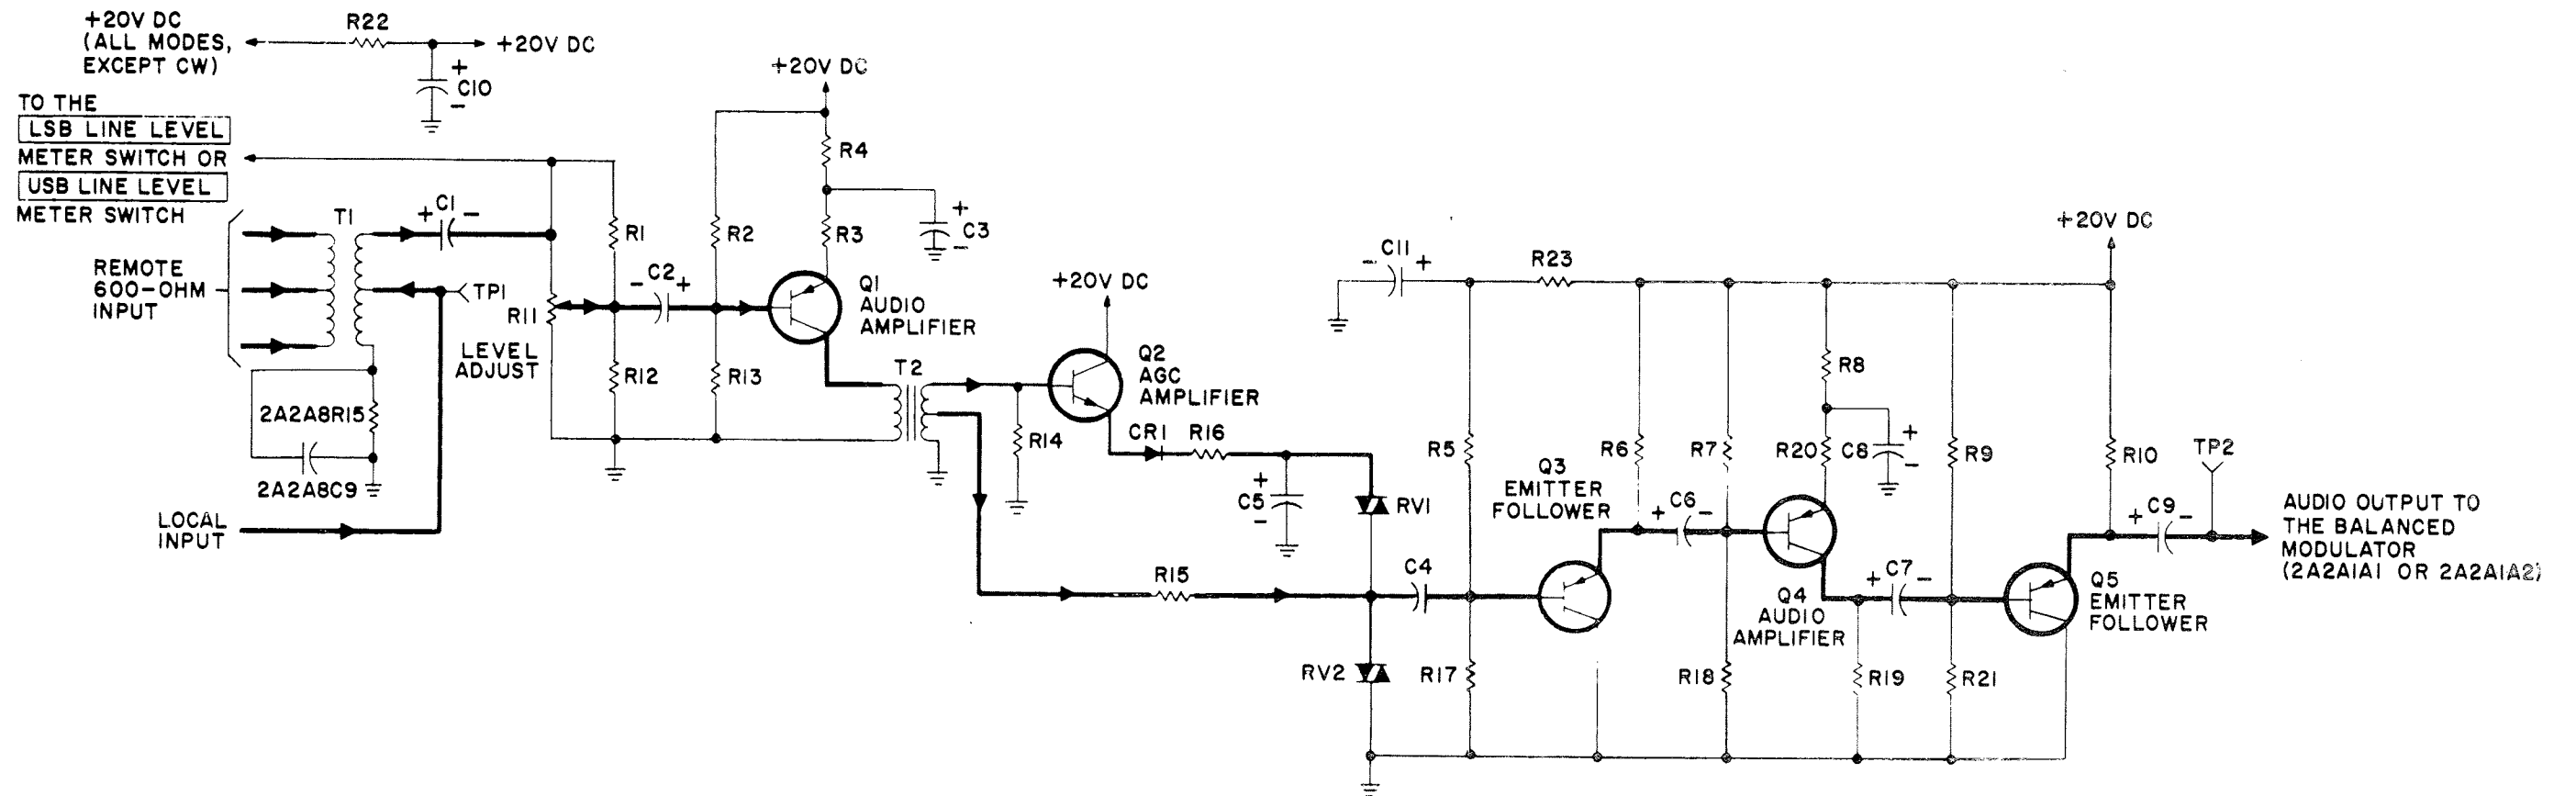 +20V DC
(ALL MODES,
EXCEPT CW)
R22
+20V DC
+
C10
-
TO THE
LSB LINE LEVEL
METER SWITCH OR
USB LINE LEVEL
METER SWITCH
REMOTE
600-OHM
INPUT
T1
+ C1 -
TP1
2A2A8R15
2A2A8C9
LOCAL
INPUT
R11
LEVEL
ADJUST
R1
R12
- C2 +
R2
R13
+20V DC
R4
R3
+
C3
-
Q1
AUDIO
AMPLIFIER
T2
R14
+20V DC
Q2
AGC
AMPLIFIER
CR1
R16
+
C5
-
RV1
R15
RV2
C4
- C11 +
R23
R5
R17
Q3
EMITTER
FOLLOWER
R6
+ C6 -
R7
R18
R8
R20
+
C8
-
Q4
AUDIO
AMPLIFIER
+ C7 -
R19
R9
R21
+20V DC
R10
Q5
EMITTER
FOLLOWER
+ C9 -
TP2
AUDIO OUTPUT TO
THE BALANCED
MODULATOR
(2A2A1A1 OR 2A2A1A2)